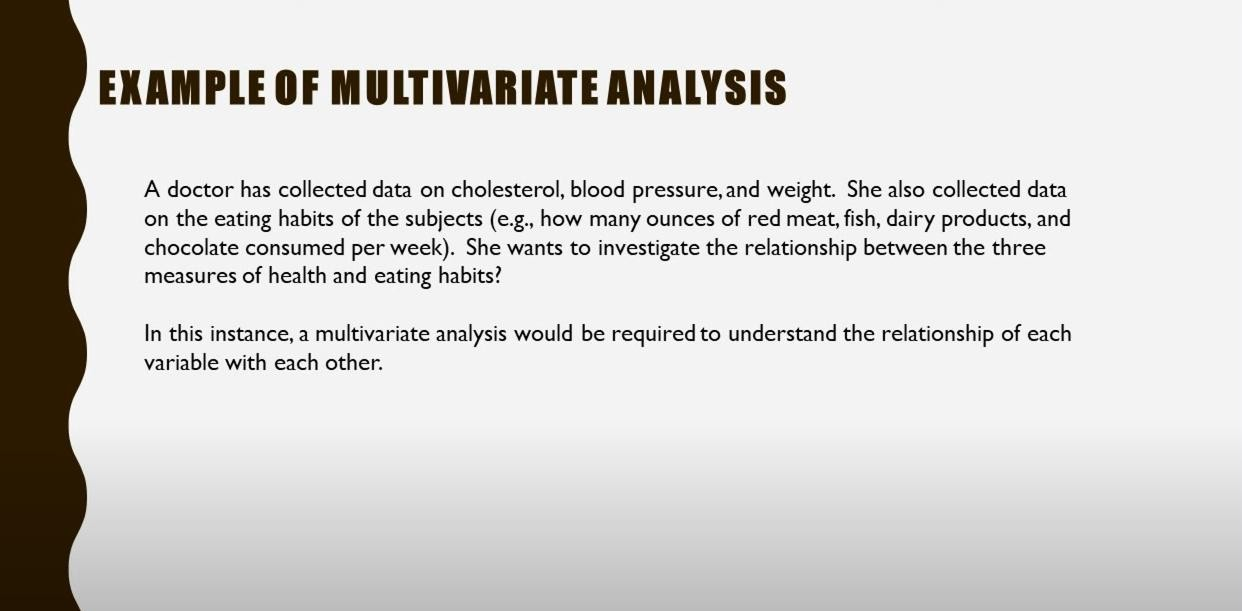 EXAMPLE OF MULTIVARIATE ANALYSIS
A doctor has collected data on cholesterol, blood pressure, and weight.  She also collected data
on the eating habits of the subjects (e.g., how many ounces of red meat, fish, dairy products, and
chocolate consumed per week).  She wants to investigate the relationship between the three
measures of health and eating habits?
In this instance, a multivariate analysis would be required to understand the relationship of each
variable with each other.